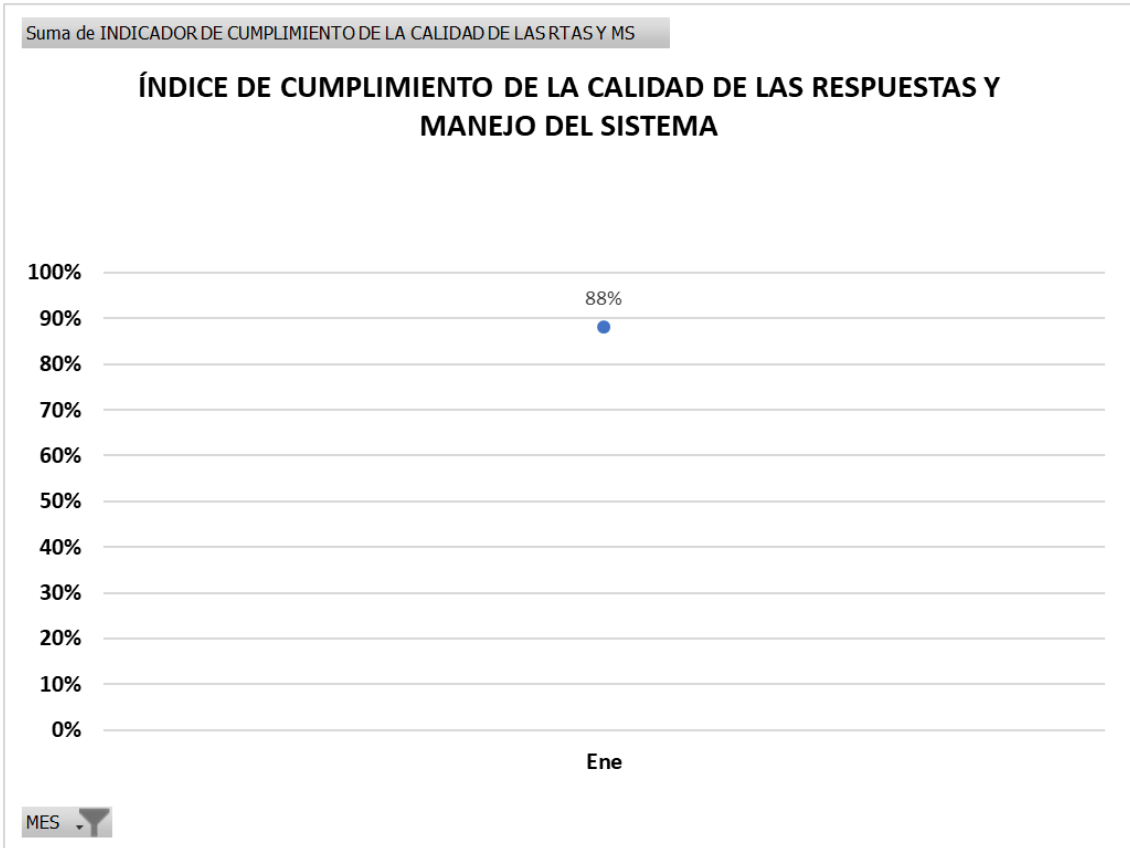 Suma de INDICADOR DE CUMPLIMIENTO DE LA CALIDAD DE LAS RTAS Y MS
ÍNDICE DE CUMPLIMIENTO DE LA CALIDAD DE LAS RESPUESTAS Y
MANEJO DEL SISTEMA
100%
88%
90%
80%
70%
60%
50%
40%
30%
20%
10%
0%
Ene
MES